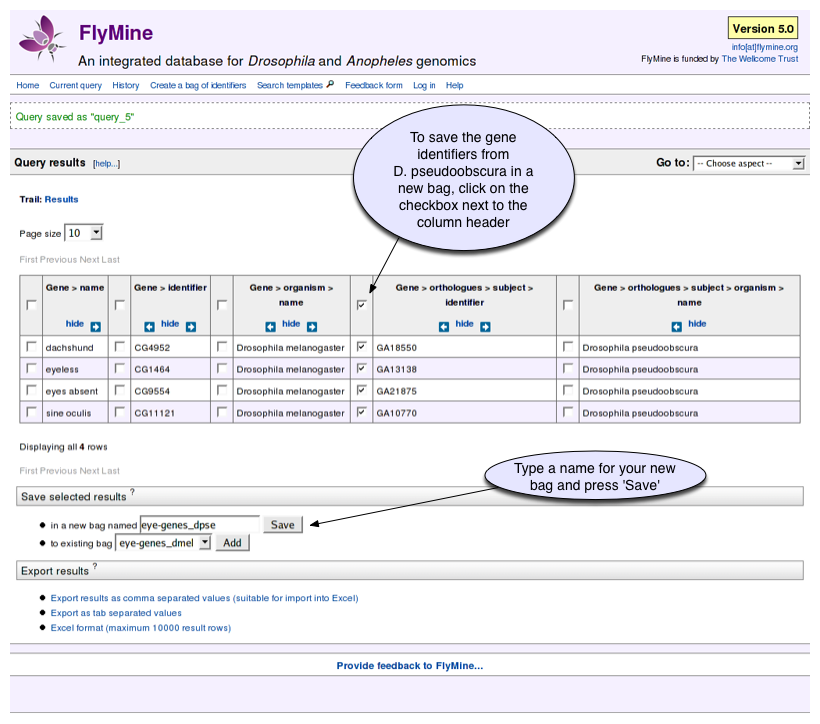 FlyMine
An integrated database for Drosophila and Anopheles genomics
Version 5.0
info[at]flymine.org
FlyMine is funded by The Wellcome Trust
Home Current query History Create a bag of identifiers Search templates Feedback form Log in Help
Query saved as "query_5"
To save the gene
identifiers from
D. pseudoobscura in a
new bag, click on the
checkbox next to the
column header
Query results [help...]
Go to: -- Choose aspect --
Trail: Results
Page size 10
First Previous Next Last
Gene > name Gene > identifier Gene > organism > Gene > orthologues > subject > Gene > orthologues > subject > organism >
name identifier name
hide hide hide hide hide
dachshund CG4952 Drosophila melanogaster GA18550 Drosophila pseudoobscura
eyeless CG1464 Drosophila melanogaster GA13138 Drosophila pseudoobscura
eyes absent CG9554 Drosophila melanogaster GA21875 Drosophila pseudoobscura
sine oculis CG11121 Drosophila melanogaster GA10770 Drosophila pseudoobscura
Displaying all 4 rows
First Previous Next Last
Type a name for your new
bag and press 'Save'
Save selected results ?
in a new bag named eye-genes_dpse Save
to existing bag eye-genes_dmel Add
Export results ?
Export results as comma separated values (suitable for import into Excel)
Export as tab separated values
Excel format (maximum 10000 result rows)
Provide feedback to FlyMine...